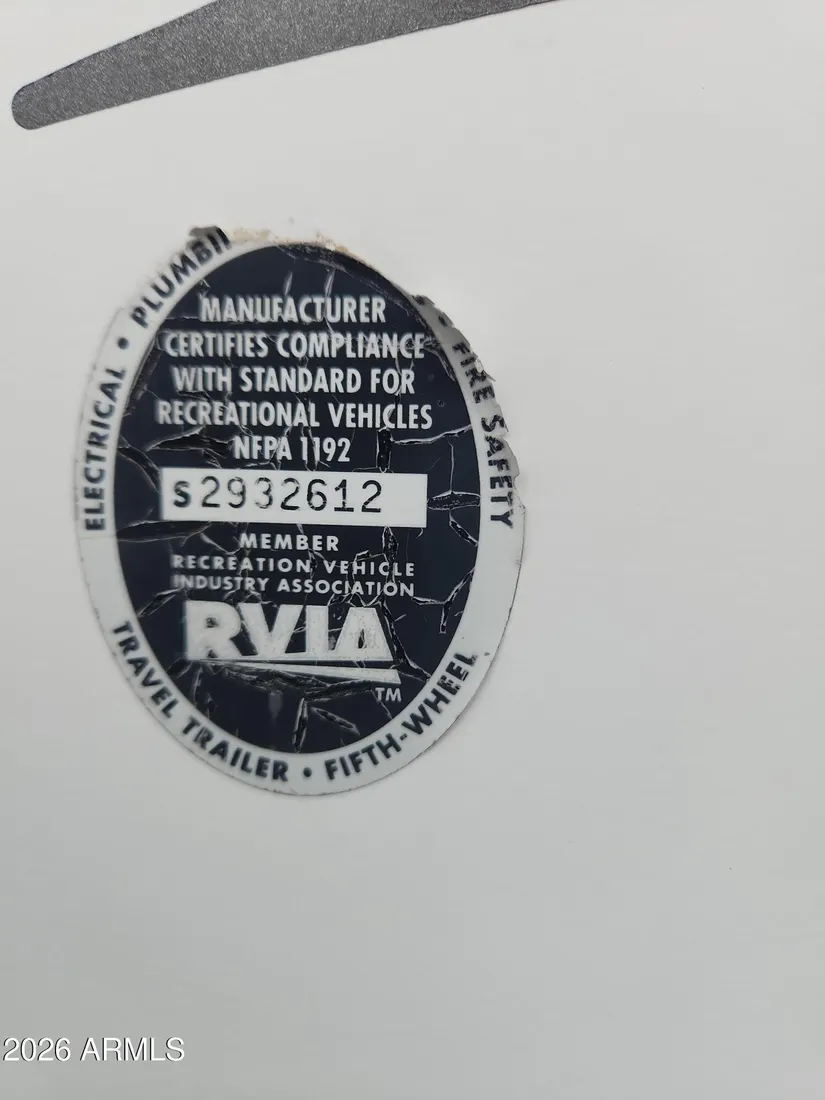 ELECTRICAL • PLUMBI
FIRE SAFETY
MANUFACTURER
CERTIFIES COMPLIANCE
WITH STANDARD FOR
RECREATIONAL VEHICLES
NFPA 1192
S2932612
MEMBER
RECREATION VEHICLE
INDUSTRY ASSOCIATION
RVIA
TM
TRAVEL TRAILER • FIFTH-WHEEL
2026 ARMLS